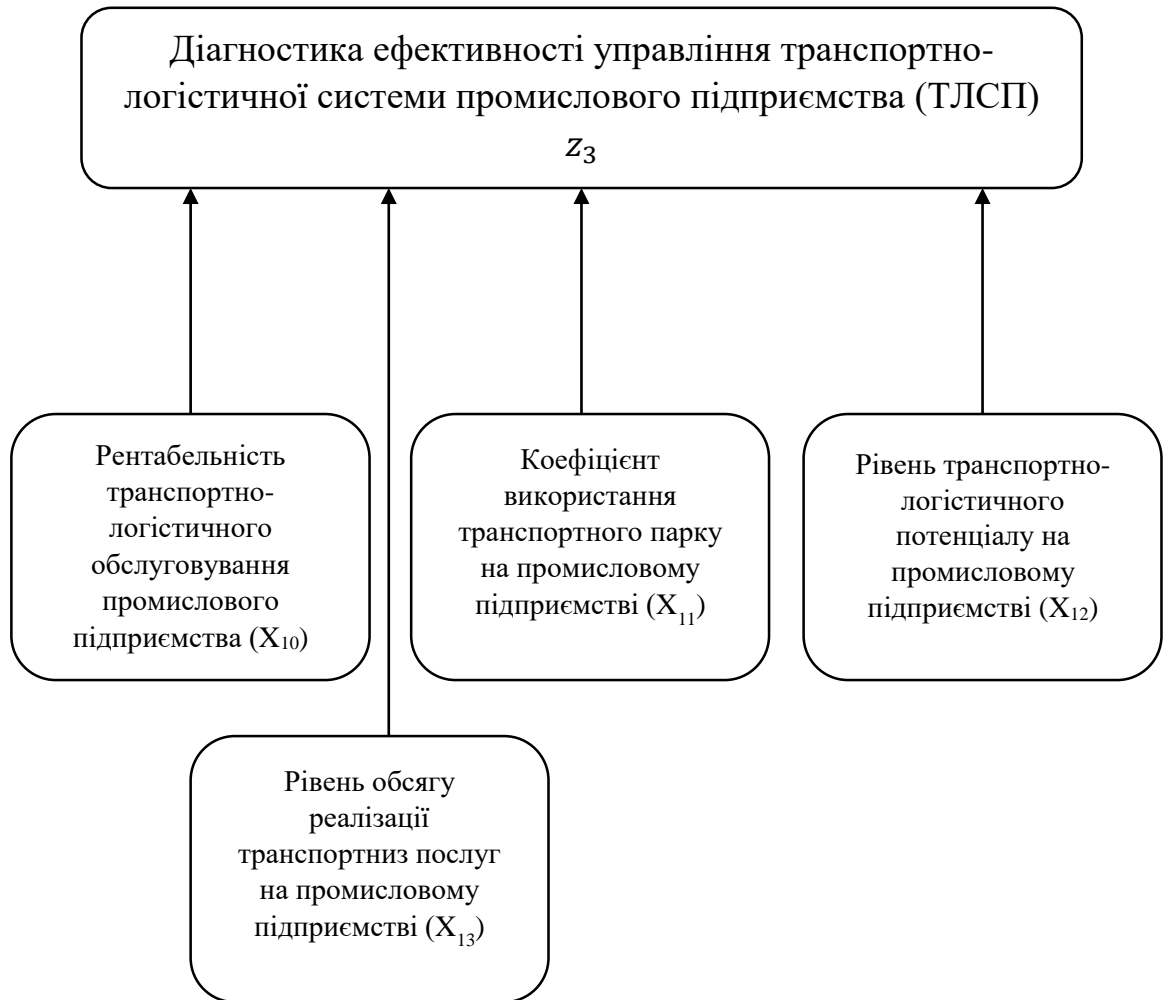 Діагностика ефективності управління транспортно-
логістичної системи промислового підприємства (ТЛСП)
z₃
Рентабельність
транспортно-
логістичного
обслуговування
промислового
підприємства (X₁₀)
Коефіцієнт
використання
транспортного парку
на промисловому
підприємстві (X₁₁)
Рівень транспортно-
логістичного
потенціалу на
промисловому
підприємстві (X₁₂)
Рівень обсягу
реалізації
транспортниз послуг
на промисловому
підприємстві (X₁₃)